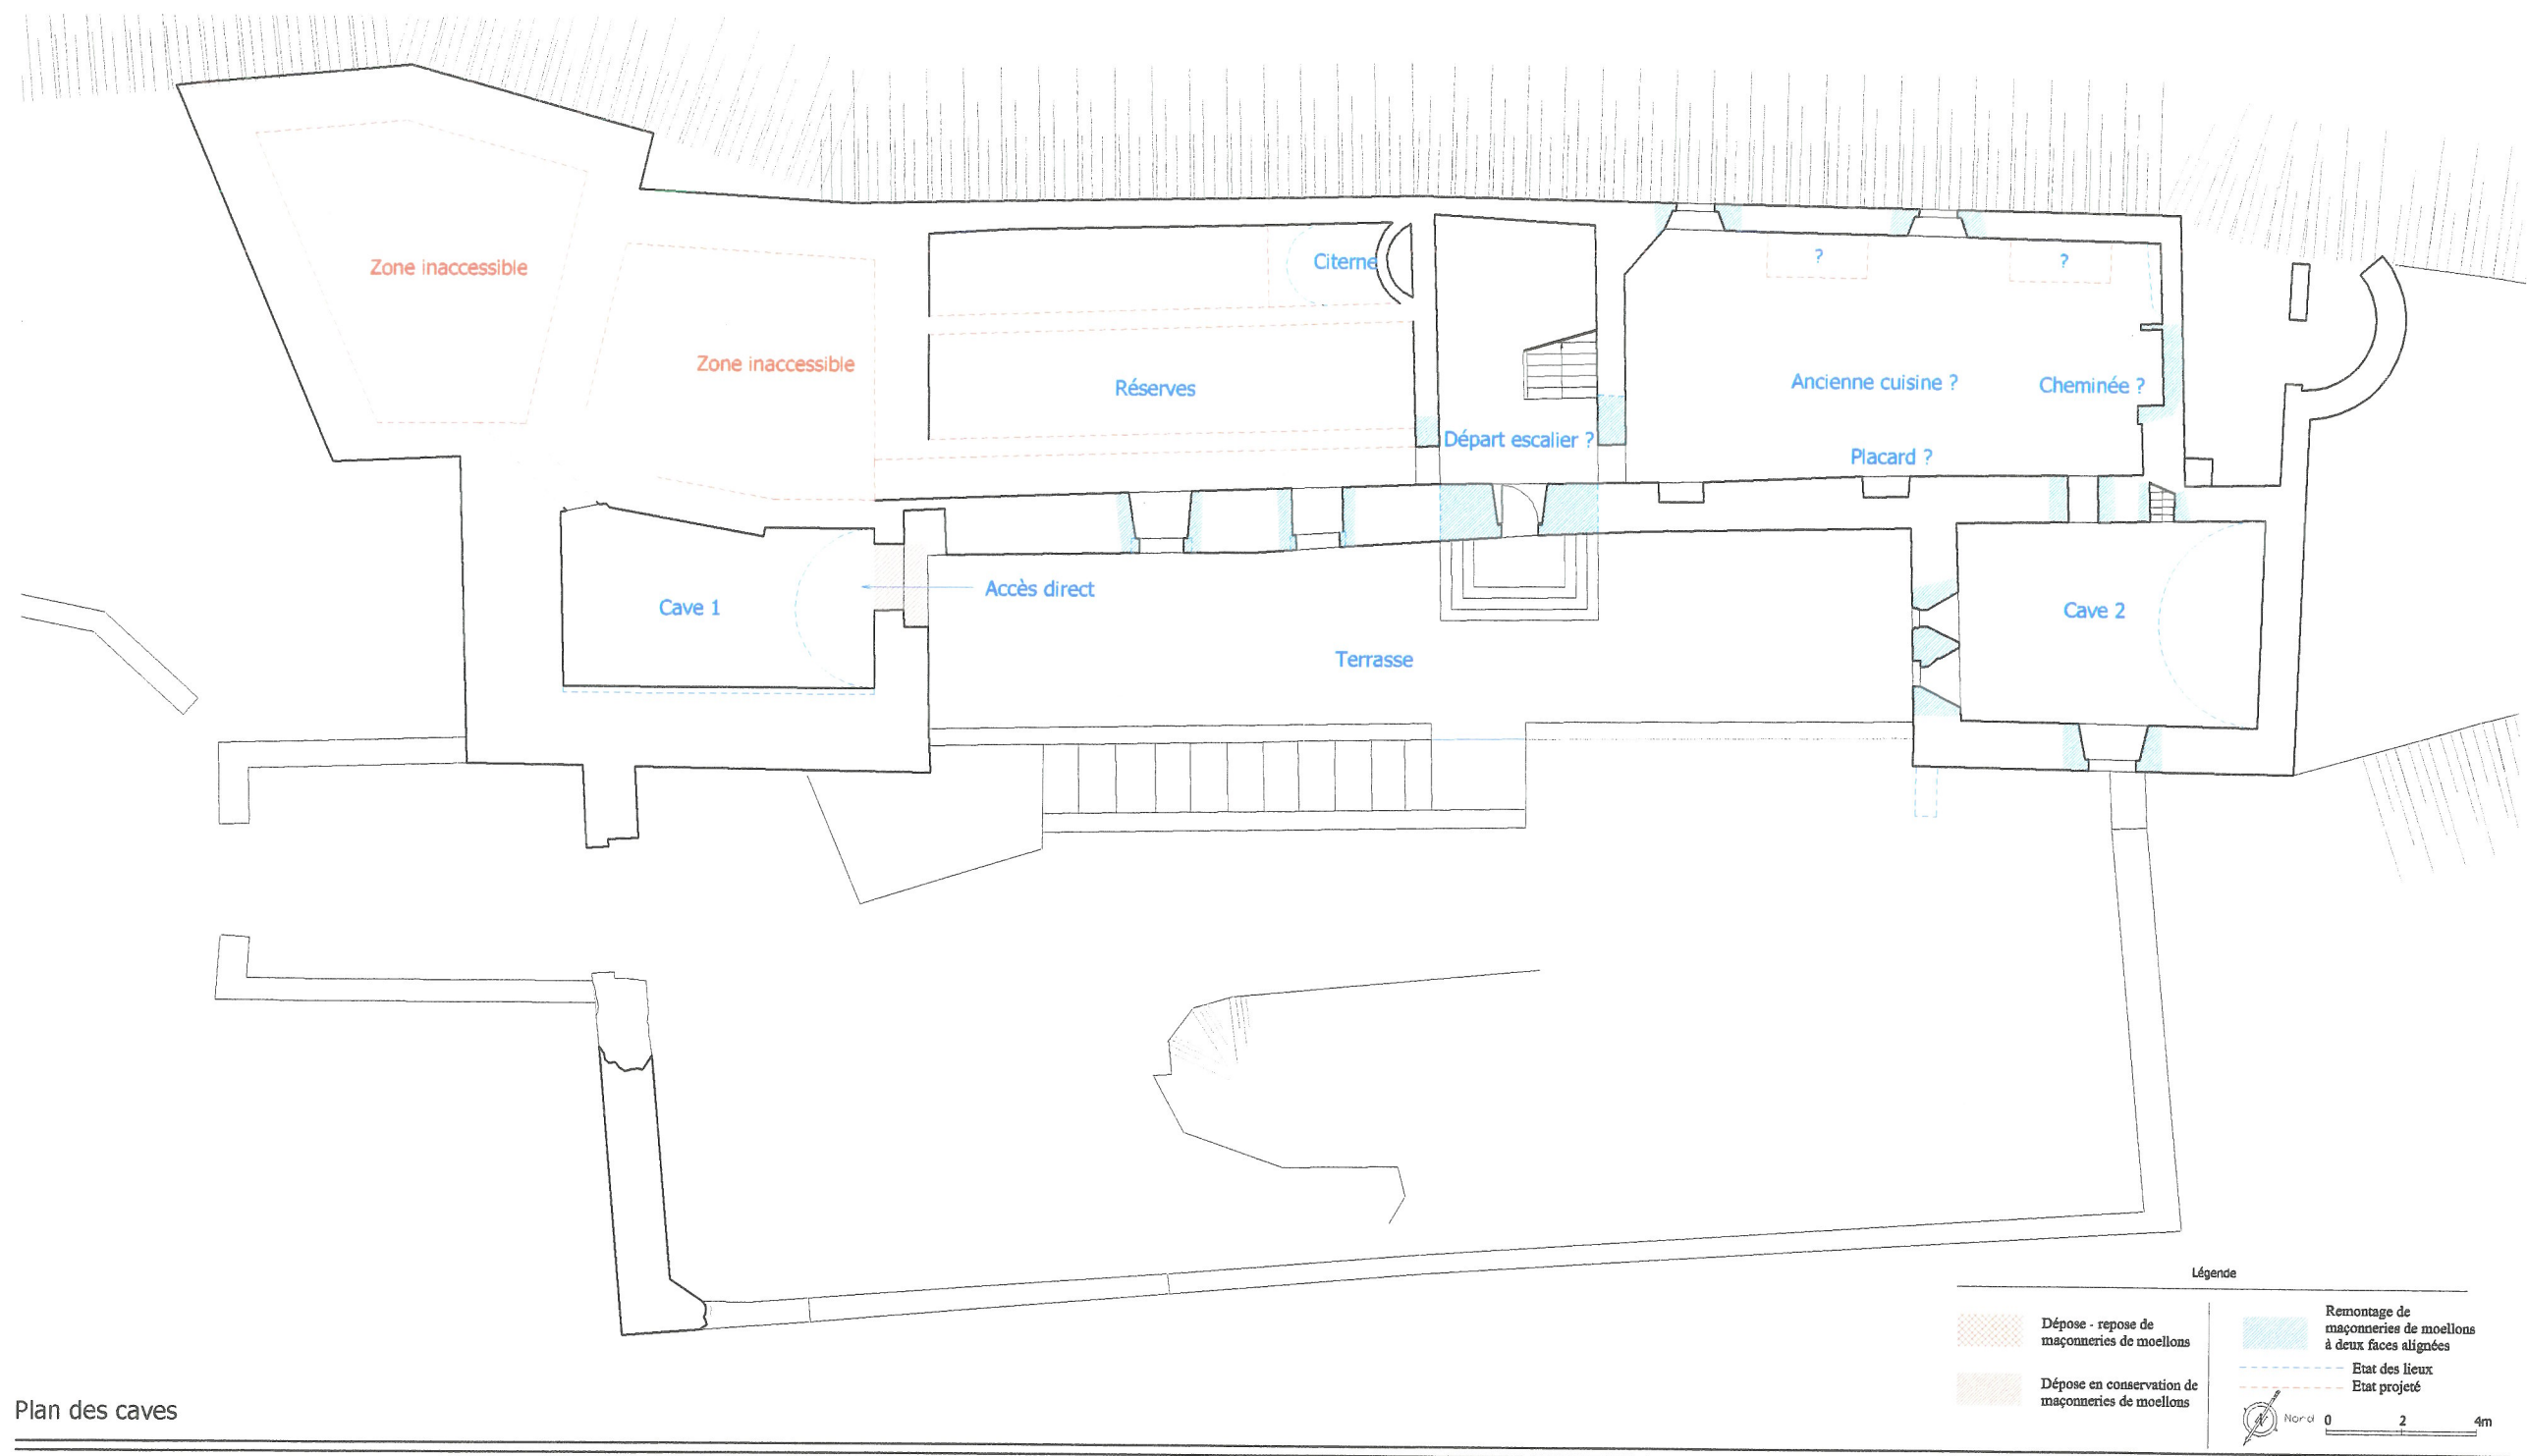 Citerne
Zone inaccessible
?
?
Zone inaccessible
Réserves
Ancienne cuisine ?
Cheminée ?
Départ escalier ?
Placard ?
Accès direct
Cave 1
Cave 2
Terrasse
Légende
Dépose - repose de
maçonneries de moellons
Dépose en conservation de
maçonneries de moellons
Remontage de
maçonneries de moellons
à deux faces alignées
Etat des lieux
Etat projeté
N
Nord
0 2 4m
Plan des caves